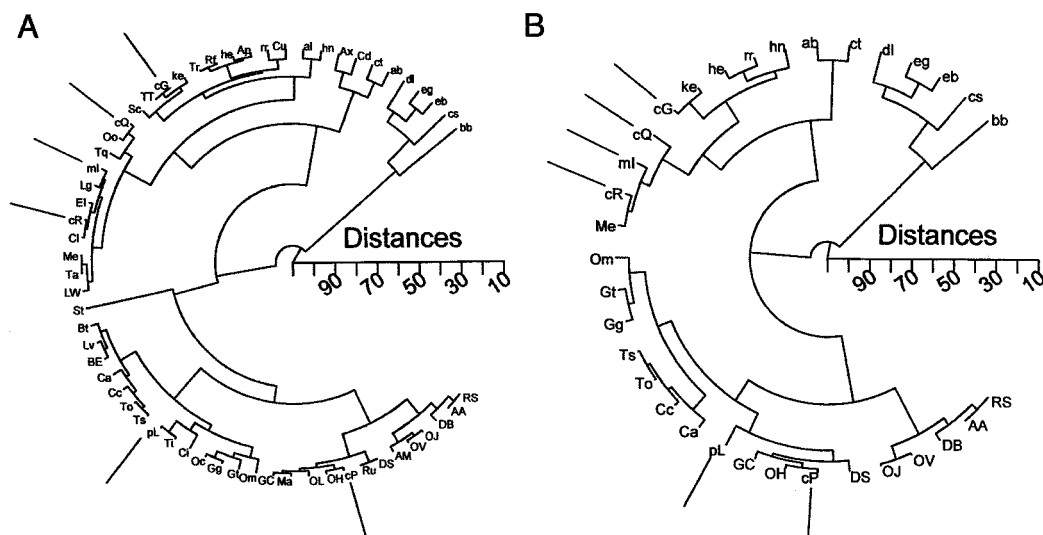 A
Tr Rf he An rr Cu al hn Ax Cd ct ab dl eg eb cs bb
ke
cG
TT
Sc
cQ
Oo
Tq
ml
Lg
El
cR
Cl
Me
Ta
LW
St
Bt
Lv
BE
Ca
Cc
To
Ts
pL
Ti
Ci
Oc
Gg
Gt
Om
GC
Ma
OL
OH
cP
Ru
DS
AM
OV
OJ
DB
AA
RS
Distances
90 70 50 30 10
B
cG
ke
he
rr
hn
ab
ct
dl
eg
eb
cs
bb
cQ
ml
cR
Me
Om
Gt
Gg
Ts
To
Cc
Ca
pL
GC
OH
cP
DS
OJ
OV
DB
AA
RS
Distances
90 70 50 30 10